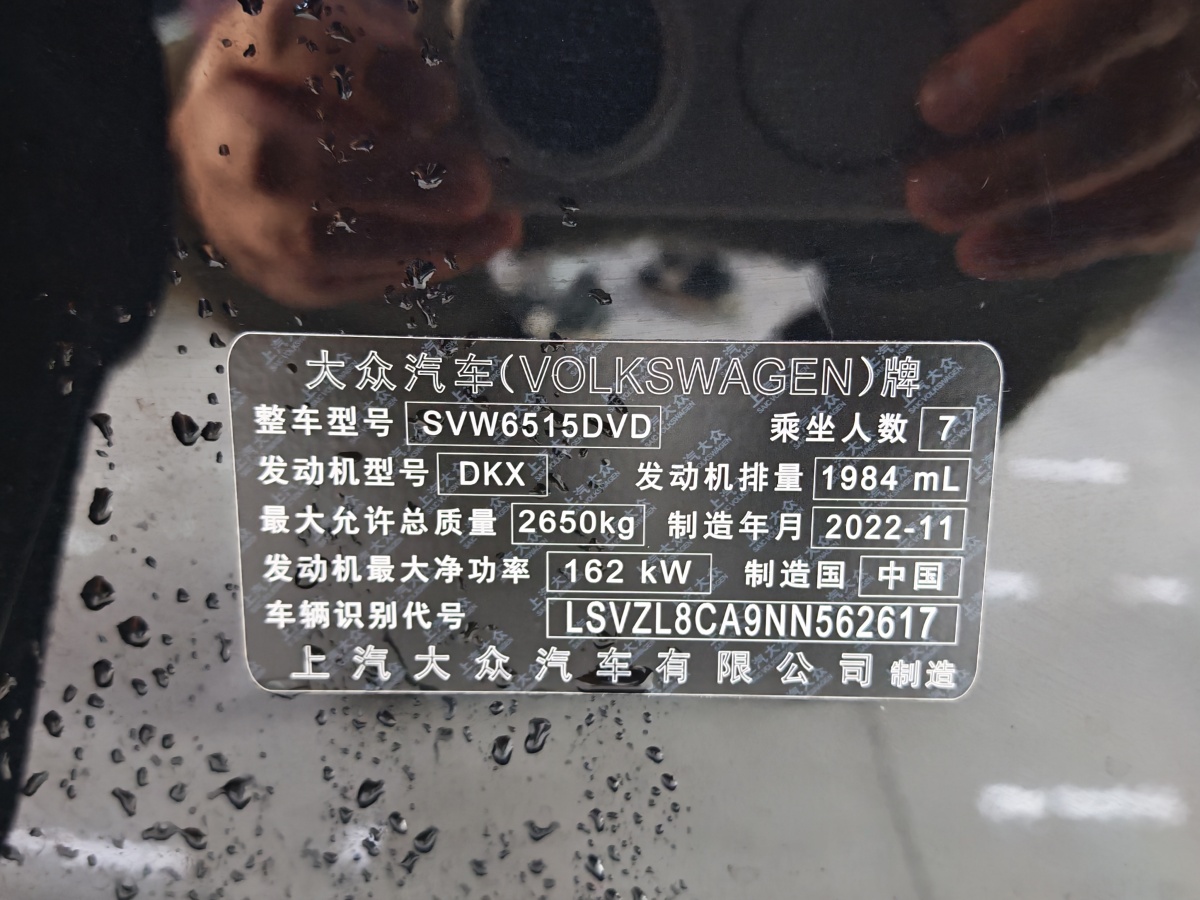 大众汽车(VOLKSWAGEN)牌
整车型号 SVW6515DVD 乘坐人数 7
发动机型号 DKX 发动机排量 1984 mL
最大允许总质量 2650kg 制造年月 2022-11
发动机最大净功率 162 kW 制造国 中国
车辆识别代号 LSVZL8CA9NN562617
上汽大众汽车有限公司 制造